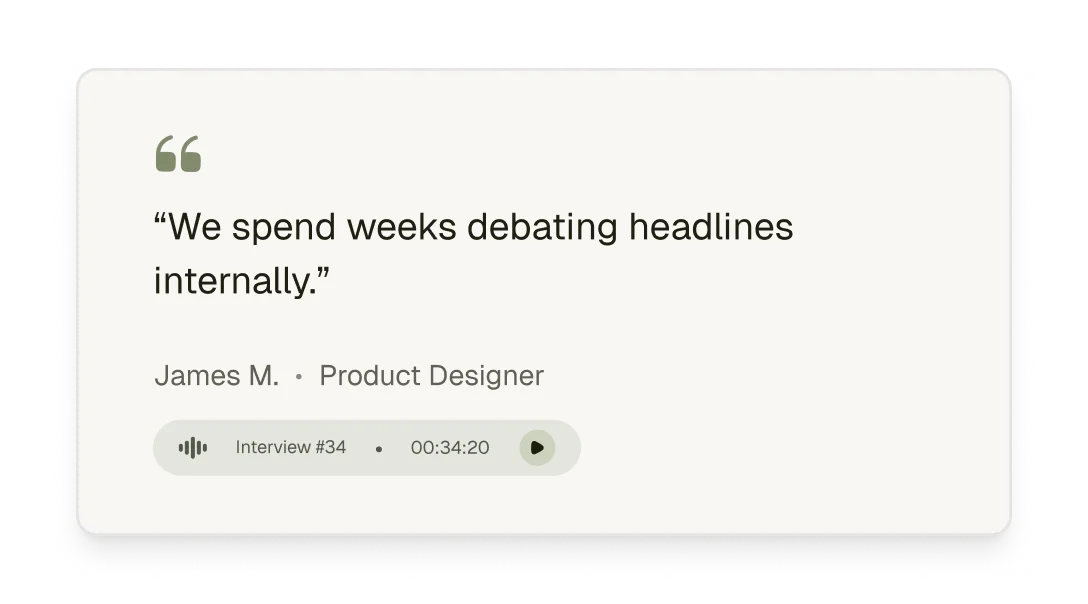 “We spend weeks debating headlines
internally.”
James M. • Product Designer
Interview #34 • 00:34:20